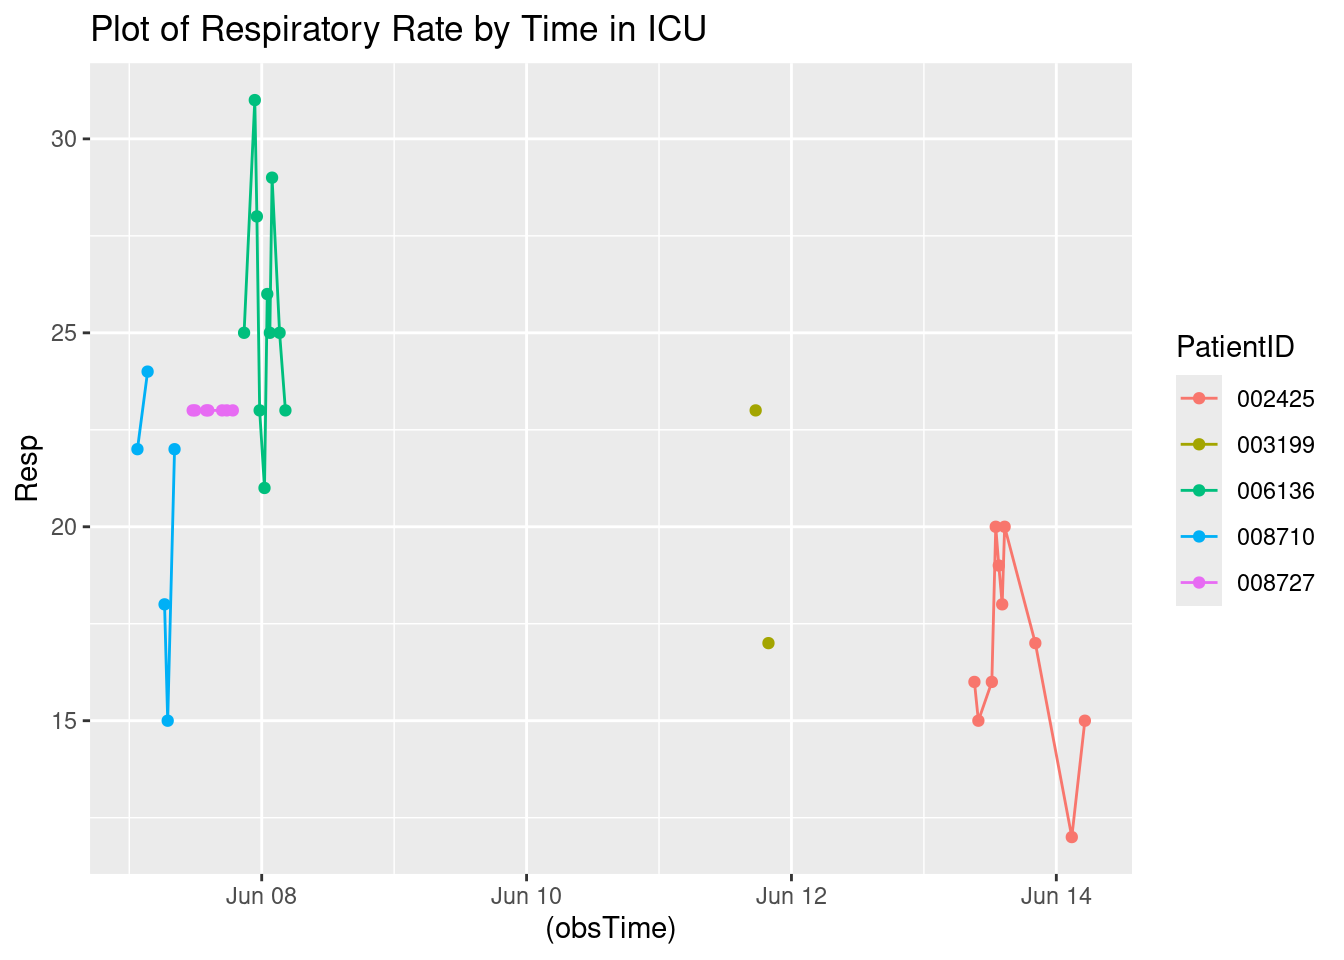 Plot of Respiratory Rate by Time in ICU
30
25
20
15
Resp
Jun 08
Jun 10
Jun 12
Jun 14
(obsTime)
PatientID
002425
003199
006136
008710
008727